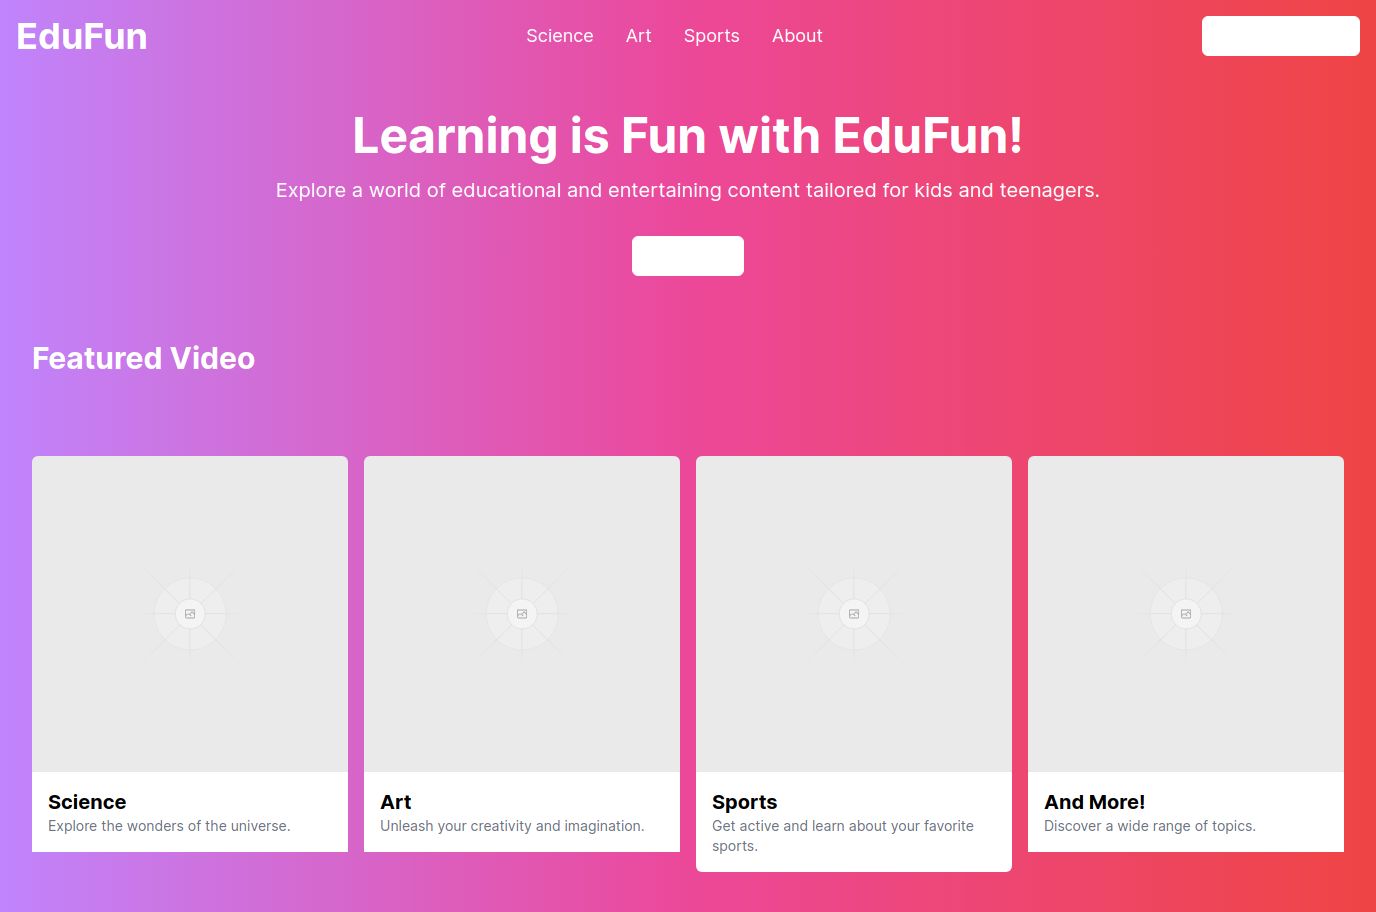 EduFun
Science
Art
Sports
About
Learning is Fun with EduFun!
Explore a world of educational and entertaining content tailored for kids and teenagers.
Featured Video
Science
Explore the wonders of the universe.
Art
Unleash your creativity and imagination.
Sports
Get active and learn about your favorite
sports.
And More!
Discover a wide range of topics.